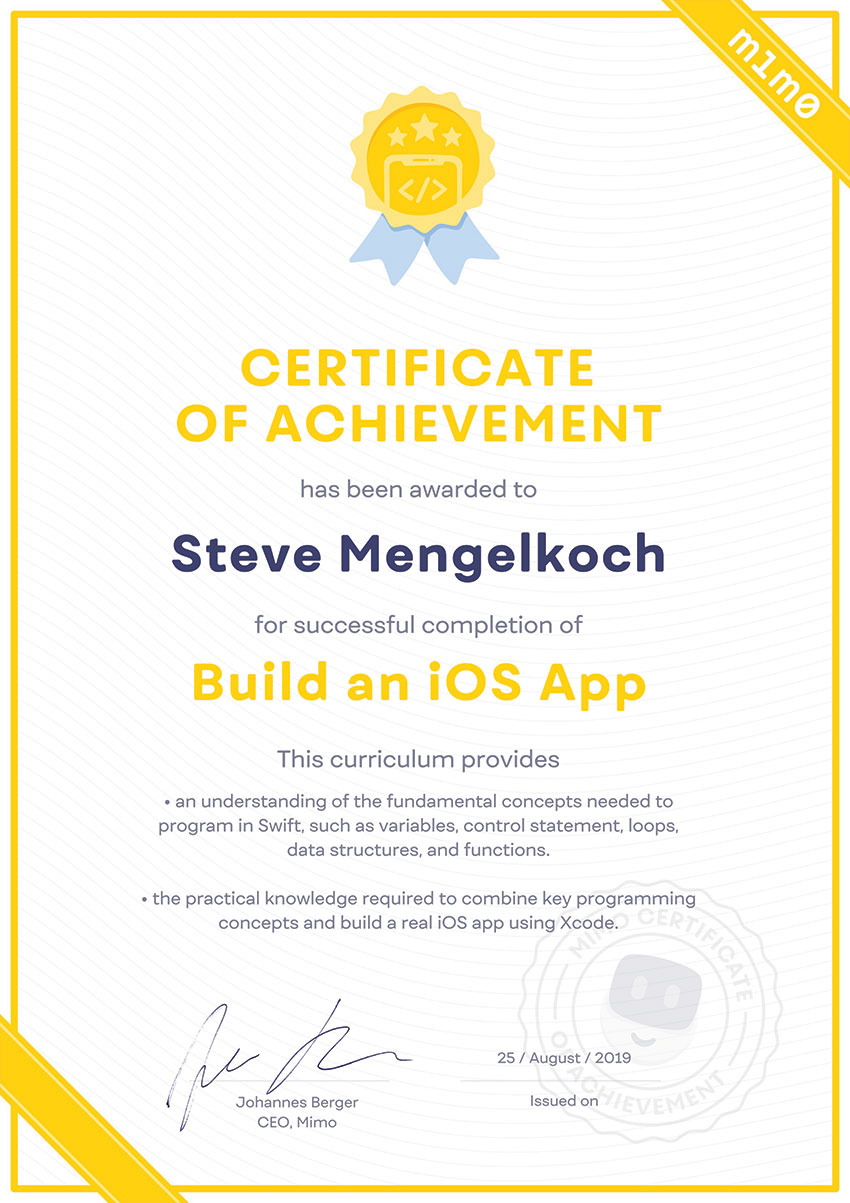 m1m0
</>
CERTIFICATE
OF ACHIEVEMENT
has been awarded to
Steve Mengelkoch
for successful completion of
Build an iOS App
This curriculum provides
• an understanding of the fundamental concepts needed to
program in Swift, such as variables, control statement, loops,
data structures, and functions.
• the practical knowledge required to combine key programming
concepts and build a real iOS app using Xcode.
MIMO CERTIFICATE
OF ACHIEVEMENT
25 / August / 2019
Johannes Berger
CEO, Mimo
Issued on